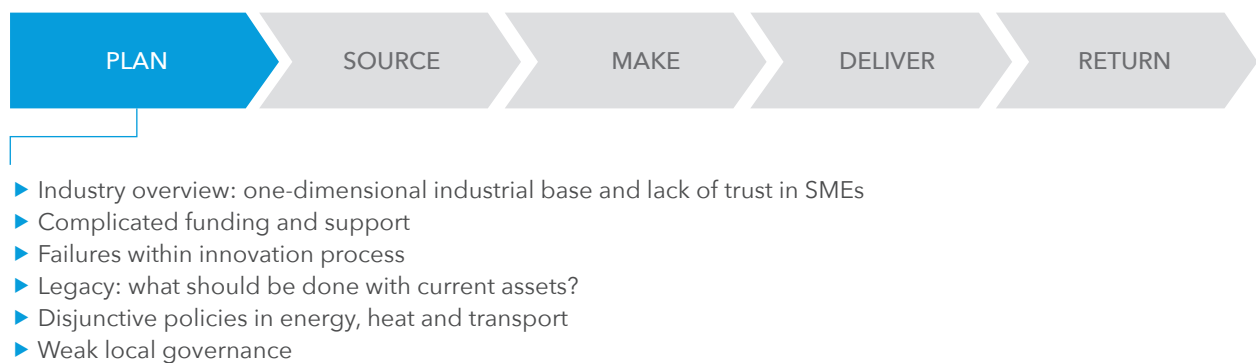 PLAN SOURCE MAKE DELIVER RETURN
▶ Industry overview: one-dimensional industrial base and lack of trust in SMEs
▶ Complicated funding and support
▶ Failures within innovation process
▶ Legacy: what should be done with current assets?
▶ Disjunctive policies in energy, heat and transport
▶ Weak local governance